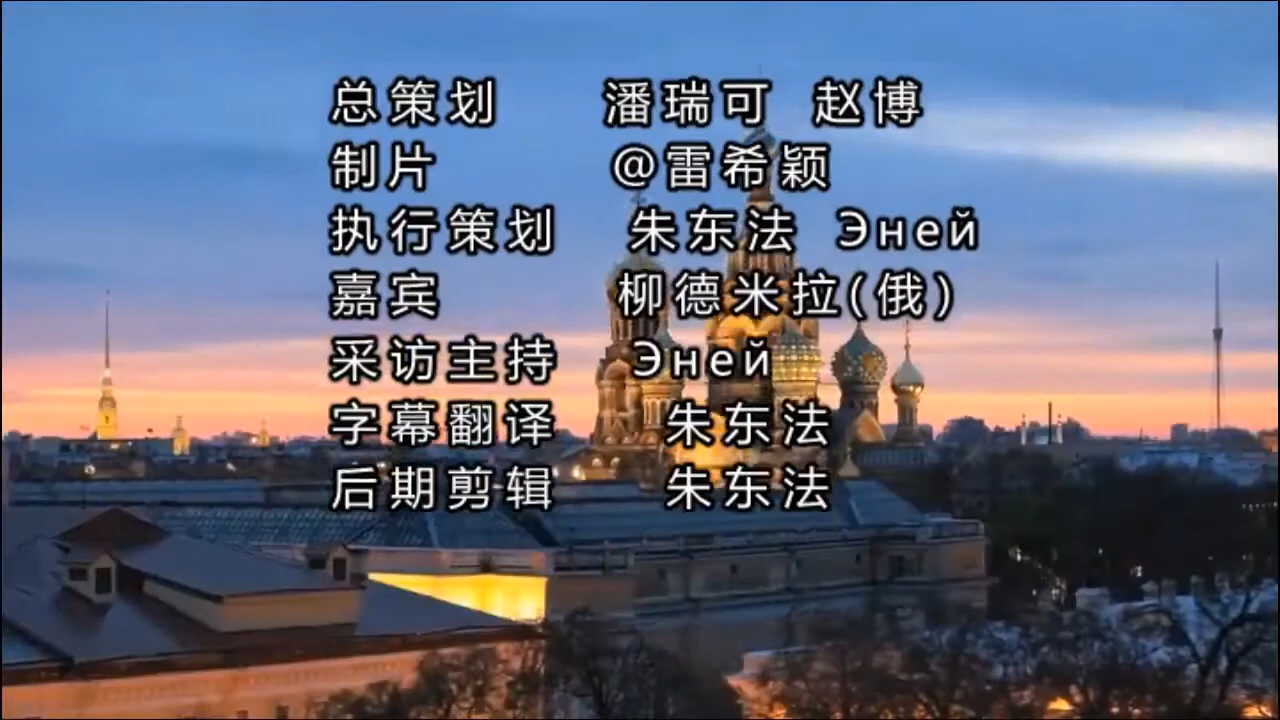 总策划 潘瑞可 赵博
制片 @雷希颖
执行策划 朱东法 Эней
嘉宾 柳德米拉(俄)
采访主持 Эней
字幕翻译 朱东法
后期剪辑 朱东法